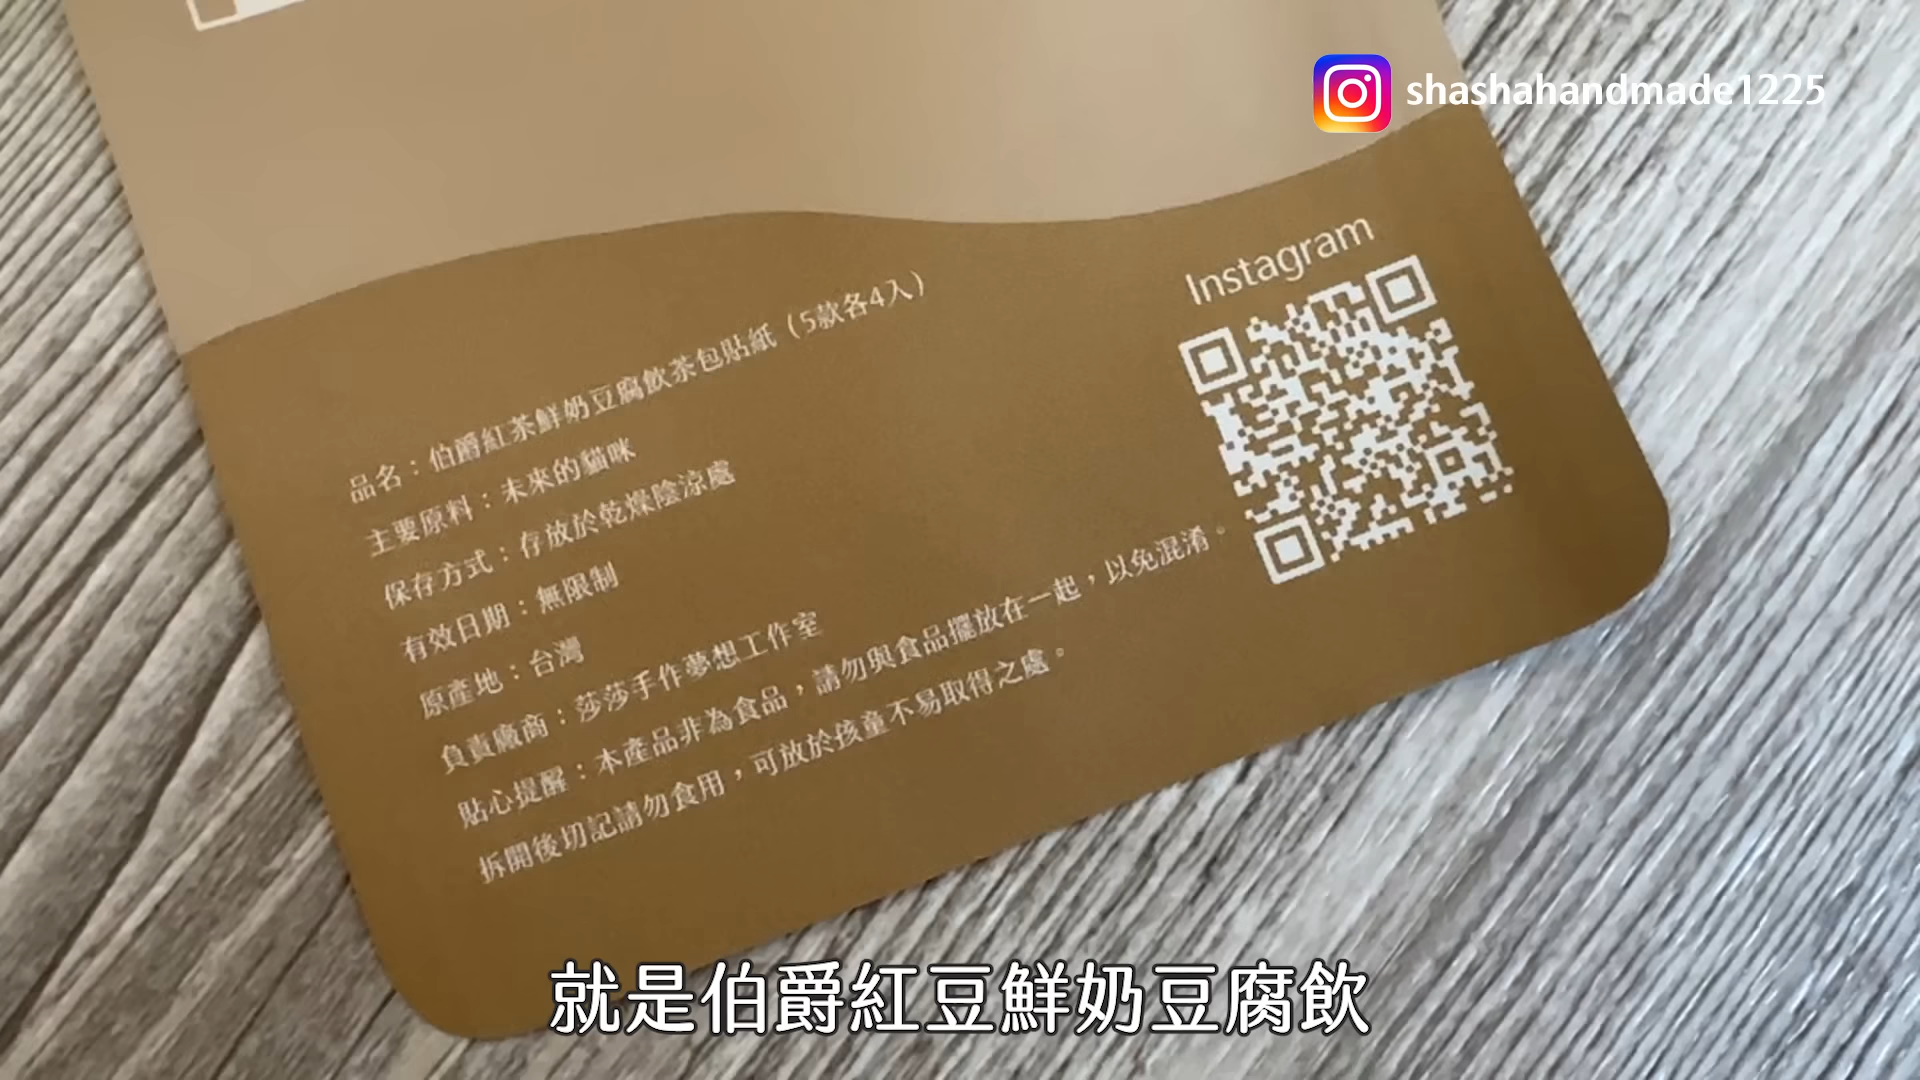 shashahandmade1225
Instagram
品名：伯爵紅茶鮮奶豆腐飲茶包貼紙（5款各4入）
主要原料：未來的貓咪
保存方式：存放於乾燥陰涼處
有效日期：無限制
原產地：台灣
負責廠商：莎莎手作夢想工作室
貼心提醒：本產品非為食品，請勿與食品擺放在一起，以免混淆。
拆開後切記請勿食用，可放於孩童不易取得之處。
就是伯爵紅豆鮮奶豆腐飲